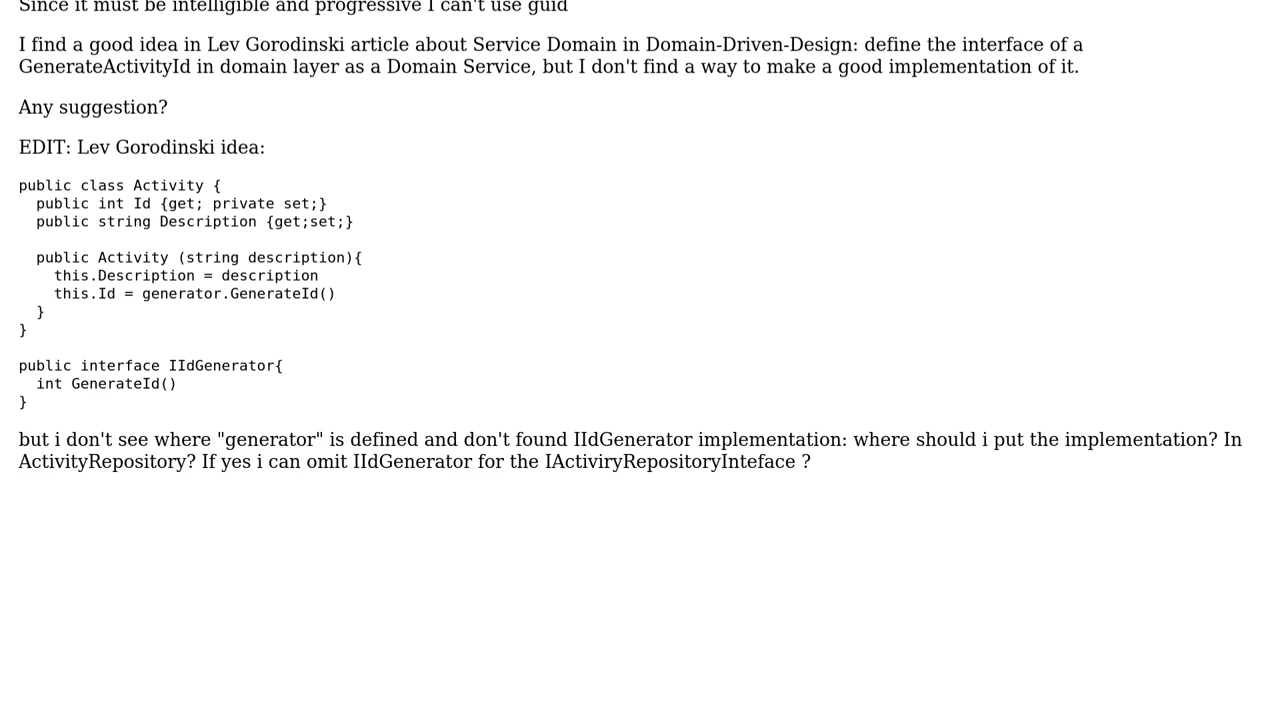 Since it must be intelligible and progressive I can't use guid
I find a good idea in Lev Gorodinski article about Service Domain in Domain-Driven-Design: define the interface of a
GenerateActivityId in domain layer as a Domain Service, but I don't find a way to make a good implementation of it.
Any suggestion?
EDIT: Lev Gorodinski idea:
public class Activity {
  public int Id {get; private set;}
  public string Description {get;set;}

  public Activity (string description){
    this.Description = description
    this.Id = generator.GenerateId()
  }
}

public interface IIdGenerator{
  int GenerateId()
}
but i don't see where "generator" is defined and don't found IIdGenerator implementation: where should i put the implementation? In
ActivityRepository? If yes i can omit IIdGenerator for the IActiviryRepositoryInteface ?